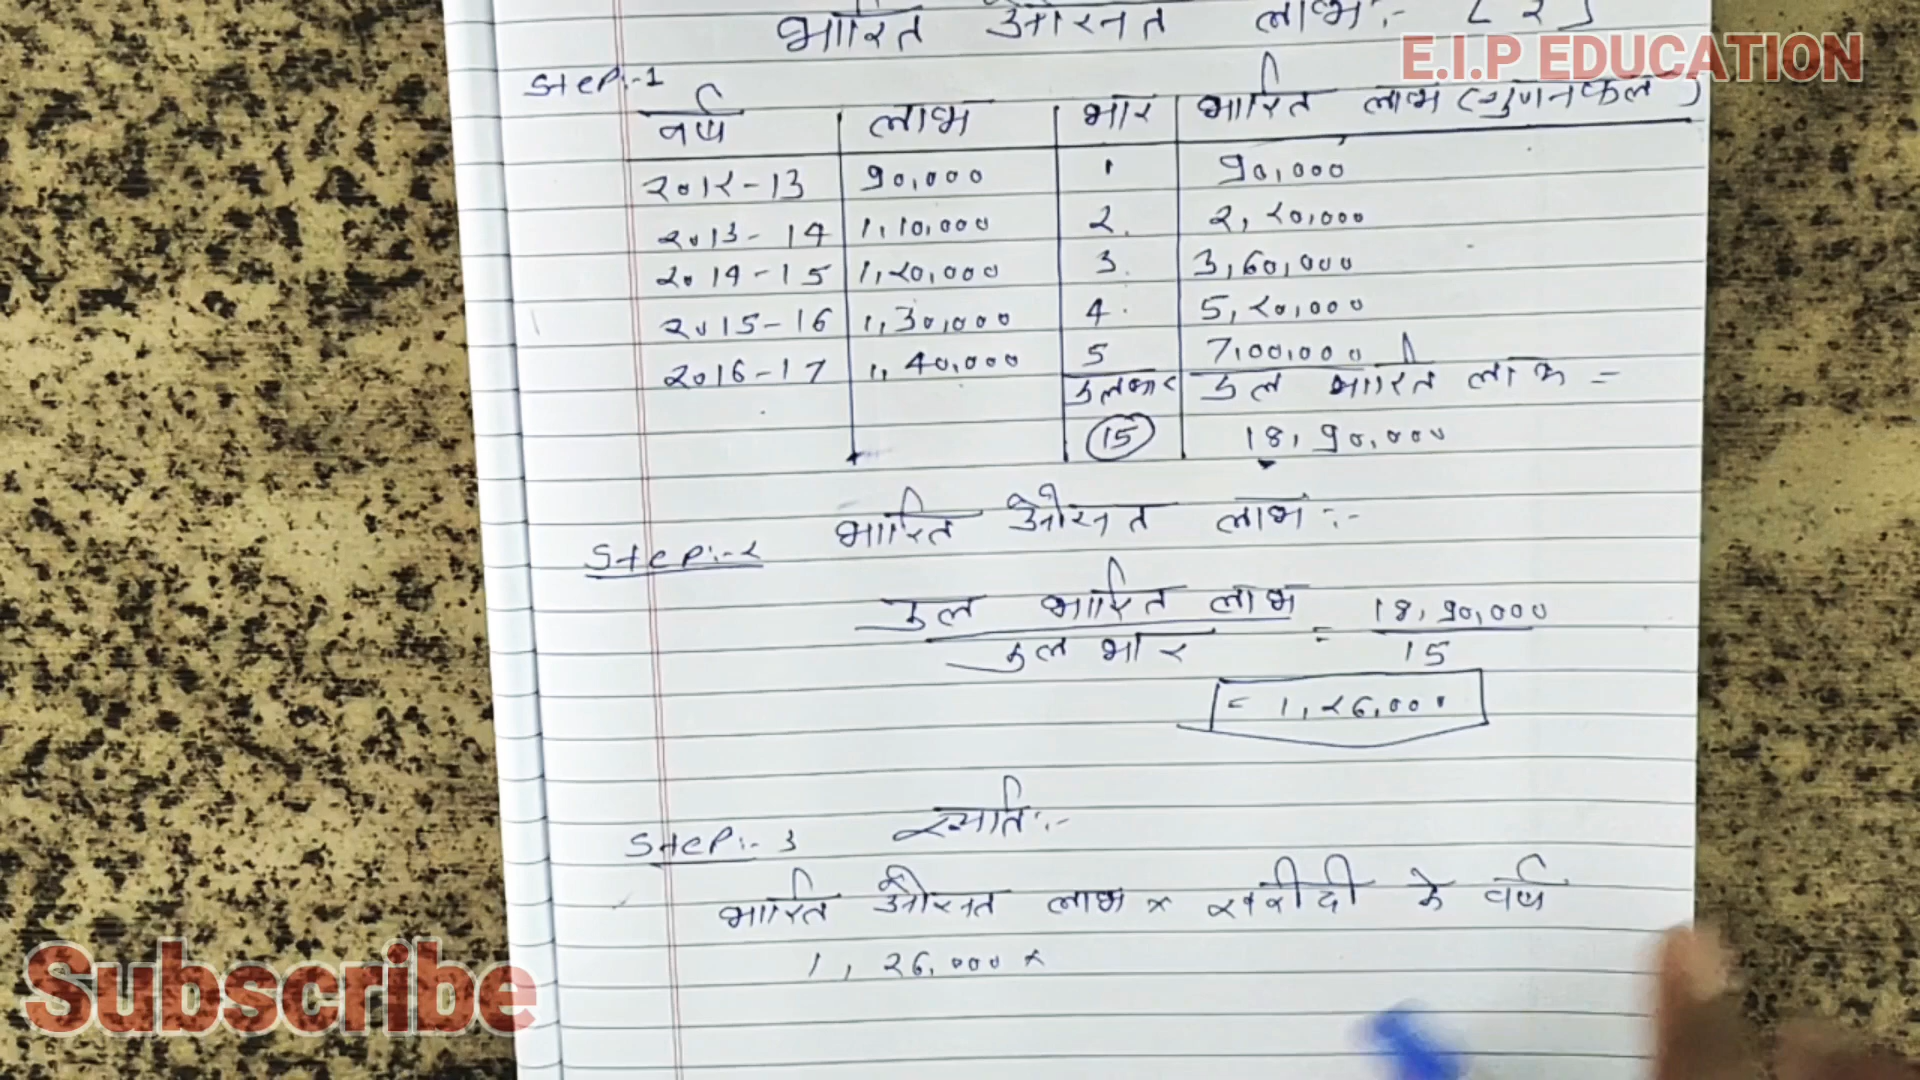 भारित औसत लाभ :- [2]
E.I.P EDUCATION
Step:-1
वर्ष लाभ भार भारित लाभ (गुणनफल)
2012-13 90,000 1 90,000
2013-14 1,10,000 2. 2,20,000
2014-15 1,20,000 3. 3,60,000
2015-16 1,30,000 4. 5,20,000
2016-17 1,40,000 5 7,00,000
कुल भार कुल भारित लाभ =
15 18,90,000
भारित औसत लाभ :-
Step:-2
कुल भारित लाभ / कुल भार = 18,90,000 / 15
= 1,26,000
Step:-3 ख्याति:-
भारित औसत लाभ × खरीदी के वर्ष
1,26,000 ×
Subscribe